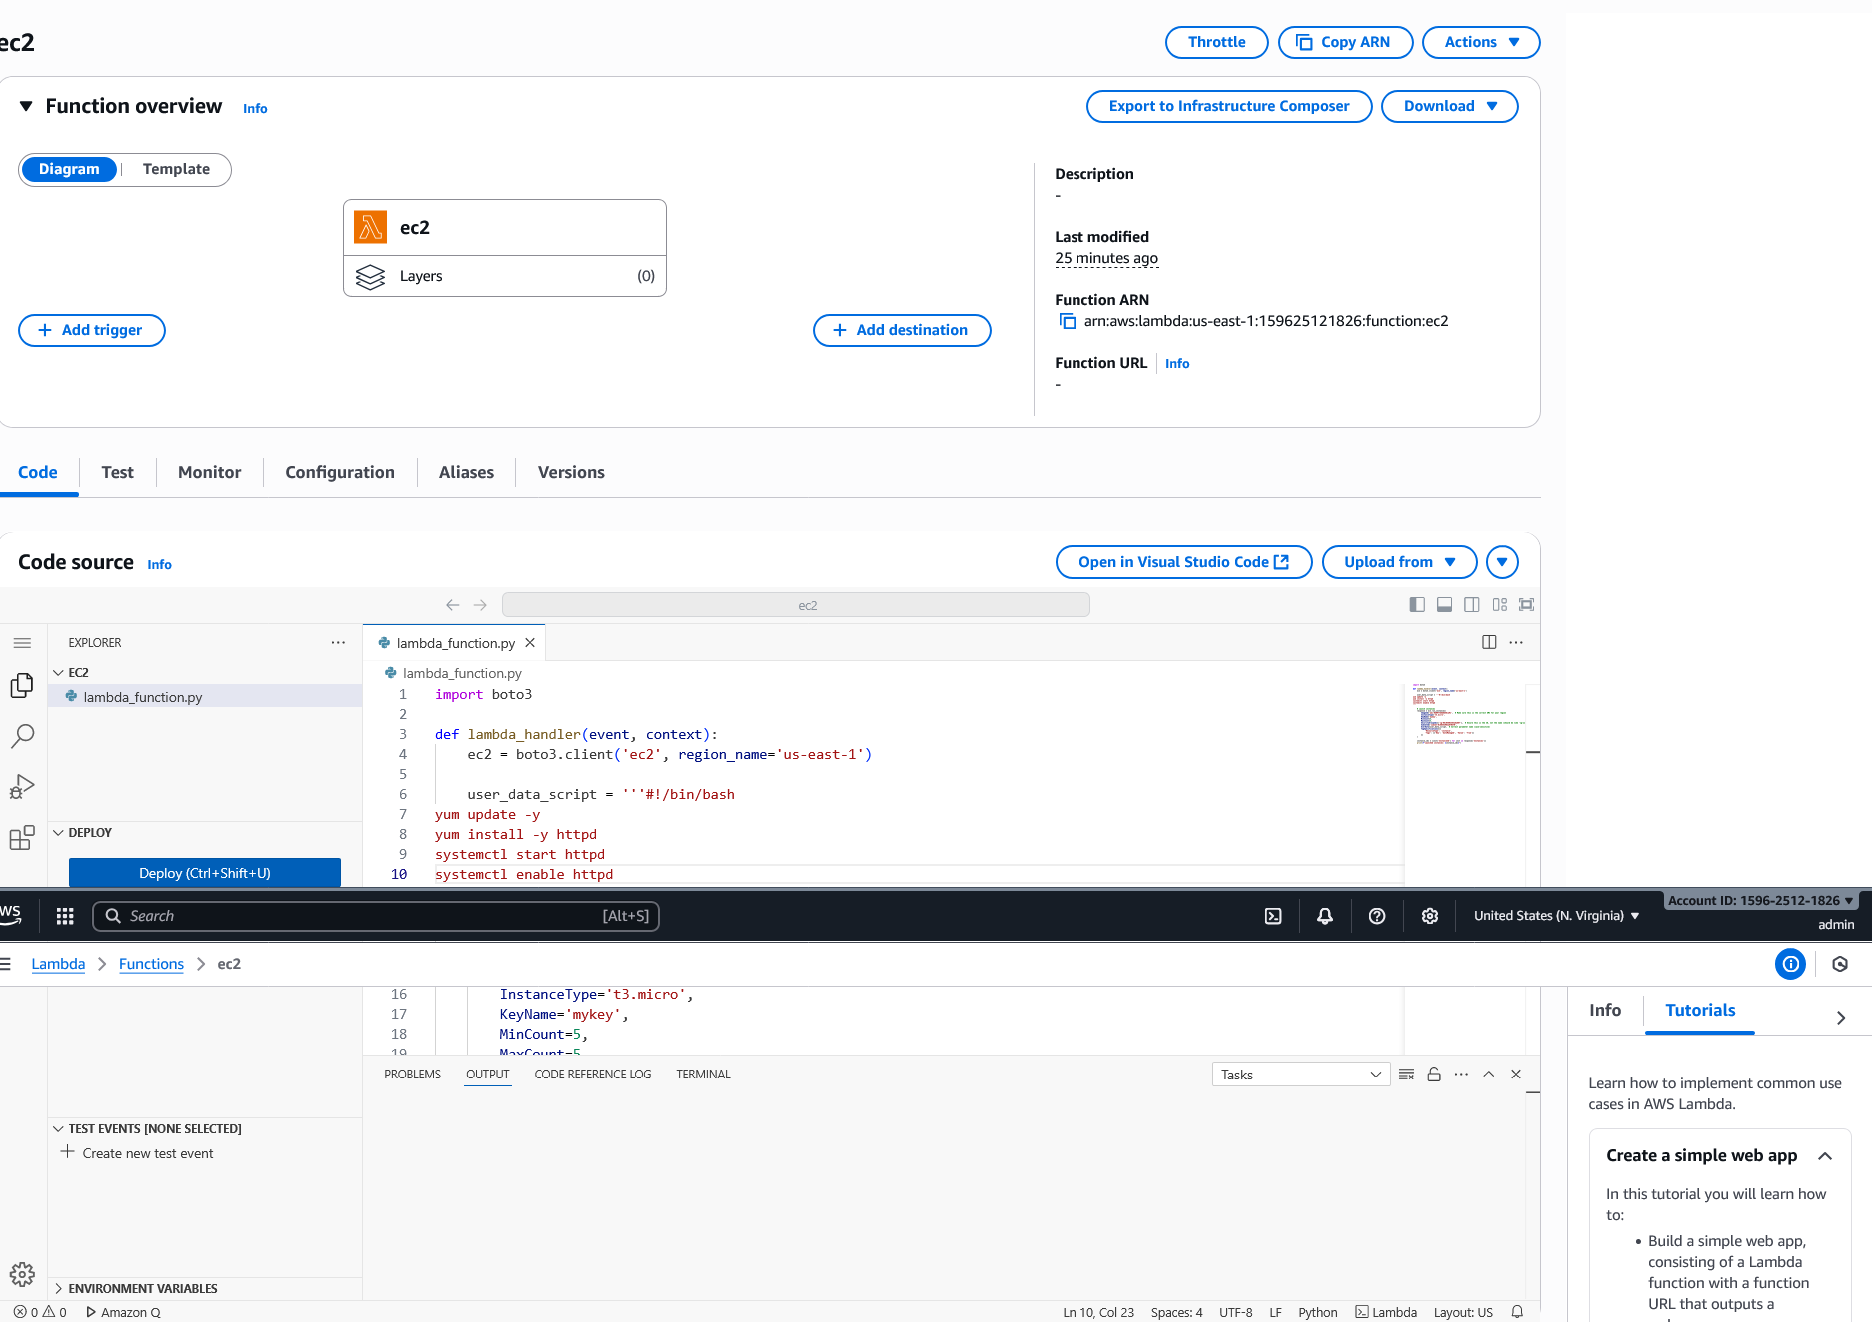 ec2
Throttle
Copy ARN
Actions
Function overview
Info
Export to Infrastructure Composer
Download
Diagram
Template
ec2
Layers
(0)
Add trigger
Add destination
Description
-
Last modified
25 minutes ago
Function ARN
arn:aws:lambda:us-east-1:159625121826:function:ec2
Function URL
Info
-
Code
Test
Monitor
Configuration
Aliases
Versions
Code source
Info
Open in Visual Studio Code
Upload from
ec2
EXPLORER
EC2
lambda_function.py
DEPLOY
Deploy (Ctrl+Shift+U)
lambda_function.py
lambda_function.py
1 import boto3
2
3 def lambda_handler(event, context):
4 ec2 = boto3.client('ec2', region_name='us-east-1')
5
6 user_data_script = '''#!/bin/bash
7 yum update -y
8 yum install -y httpd
9 systemctl start httpd
10 systemctl enable httpd
Search
[Alt+S]
United States (N. Virginia)
Account ID: 1596-2512-1826
admin
Lambda
Functions
ec2
16 InstanceType='t3.micro',
17 KeyName='mykey',
18 MinCount=5,
19 MaxCount=5
PROBLEMS
OUTPUT
CODE REFERENCE LOG
TERMINAL
Tasks
TEST EVENTS [NONE SELECTED]
Create new test event
ENVIRONMENT VARIABLES
0
0
Amazon Q
Ln 10, Col 23
Spaces: 4
UTF-8
LF
Python
Lambda
Layout: US
Info
Tutorials
Learn how to implement common use
cases in AWS Lambda.
Create a simple web app
In this tutorial you will learn how
to:
• Build a simple web app,
consisting of a Lambda
function with a function
URL that outputs a